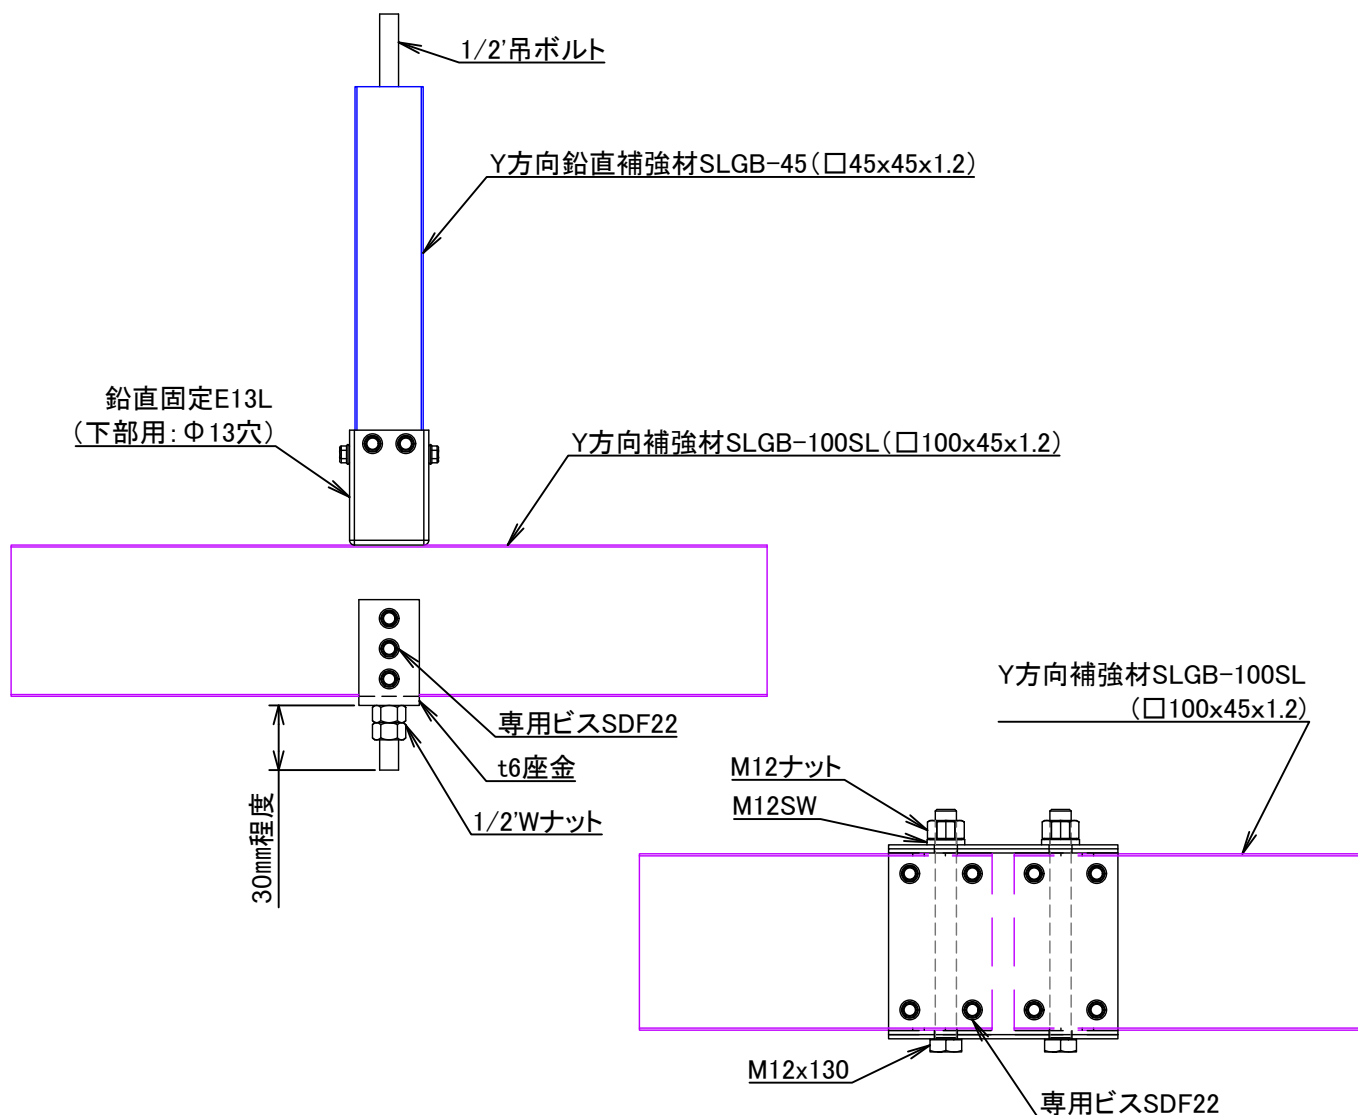 1/2'吊ボルト
Y方向鉛直補強材SLGB-45(□45x45x1.2)
鉛直固定E13L
(下部用:Φ13穴)
Y方向補強材SLGB-100SL(□100x45x1.2)
専用ビスSDF22
t6座金
1/2'Wナット
30mm程度
Y方向補強材SLGB-100SL
(□100x45x1.2)
M12ナット
M12SW
M12x130
専用ビスSDF22